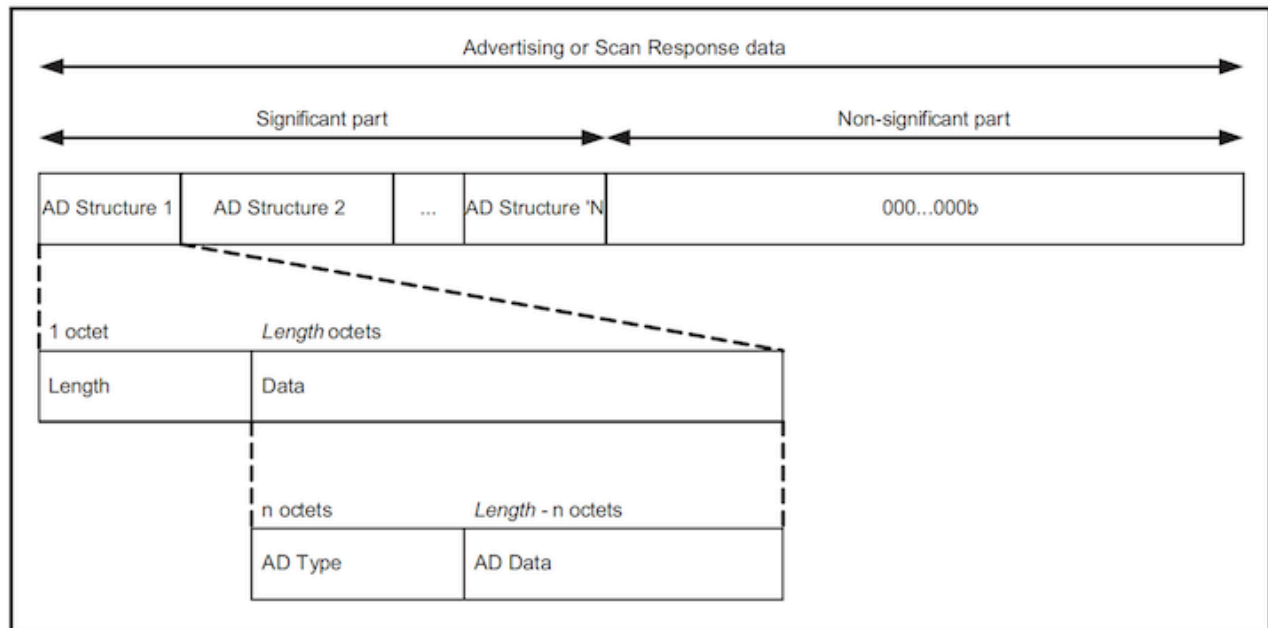 Advertising or Scan Response data
Significant part Non-significant part
AD Structure 1 AD Structure 2 ... AD Structure 'N 000...000b
1 octet Length octets
Length Data
n octets Length - n octets
AD Type AD Data